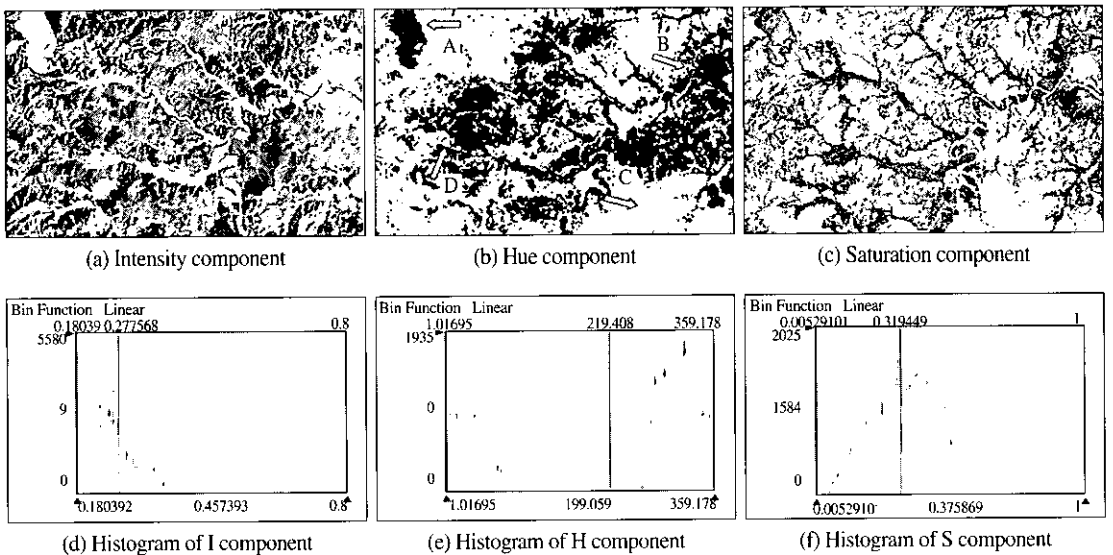 A
B
C
D
(a) Intensity component
(b) Hue component
(c) Saturation component
Bin Function Linear
0.18039 0.277568 0.8
5580
9
0
0.180392 0.457393 0.8
(d) Histogram of I component
Bin Function Linear
1.01695 219.408 359.178
1935
0
0
1.01695 199.059 359.178
(e) Histogram of H component
Bin Function Linear
0.00529101 0.319449 1
2025
1584
0
0.0052910 0.375869 1
(f) Histogram of S component